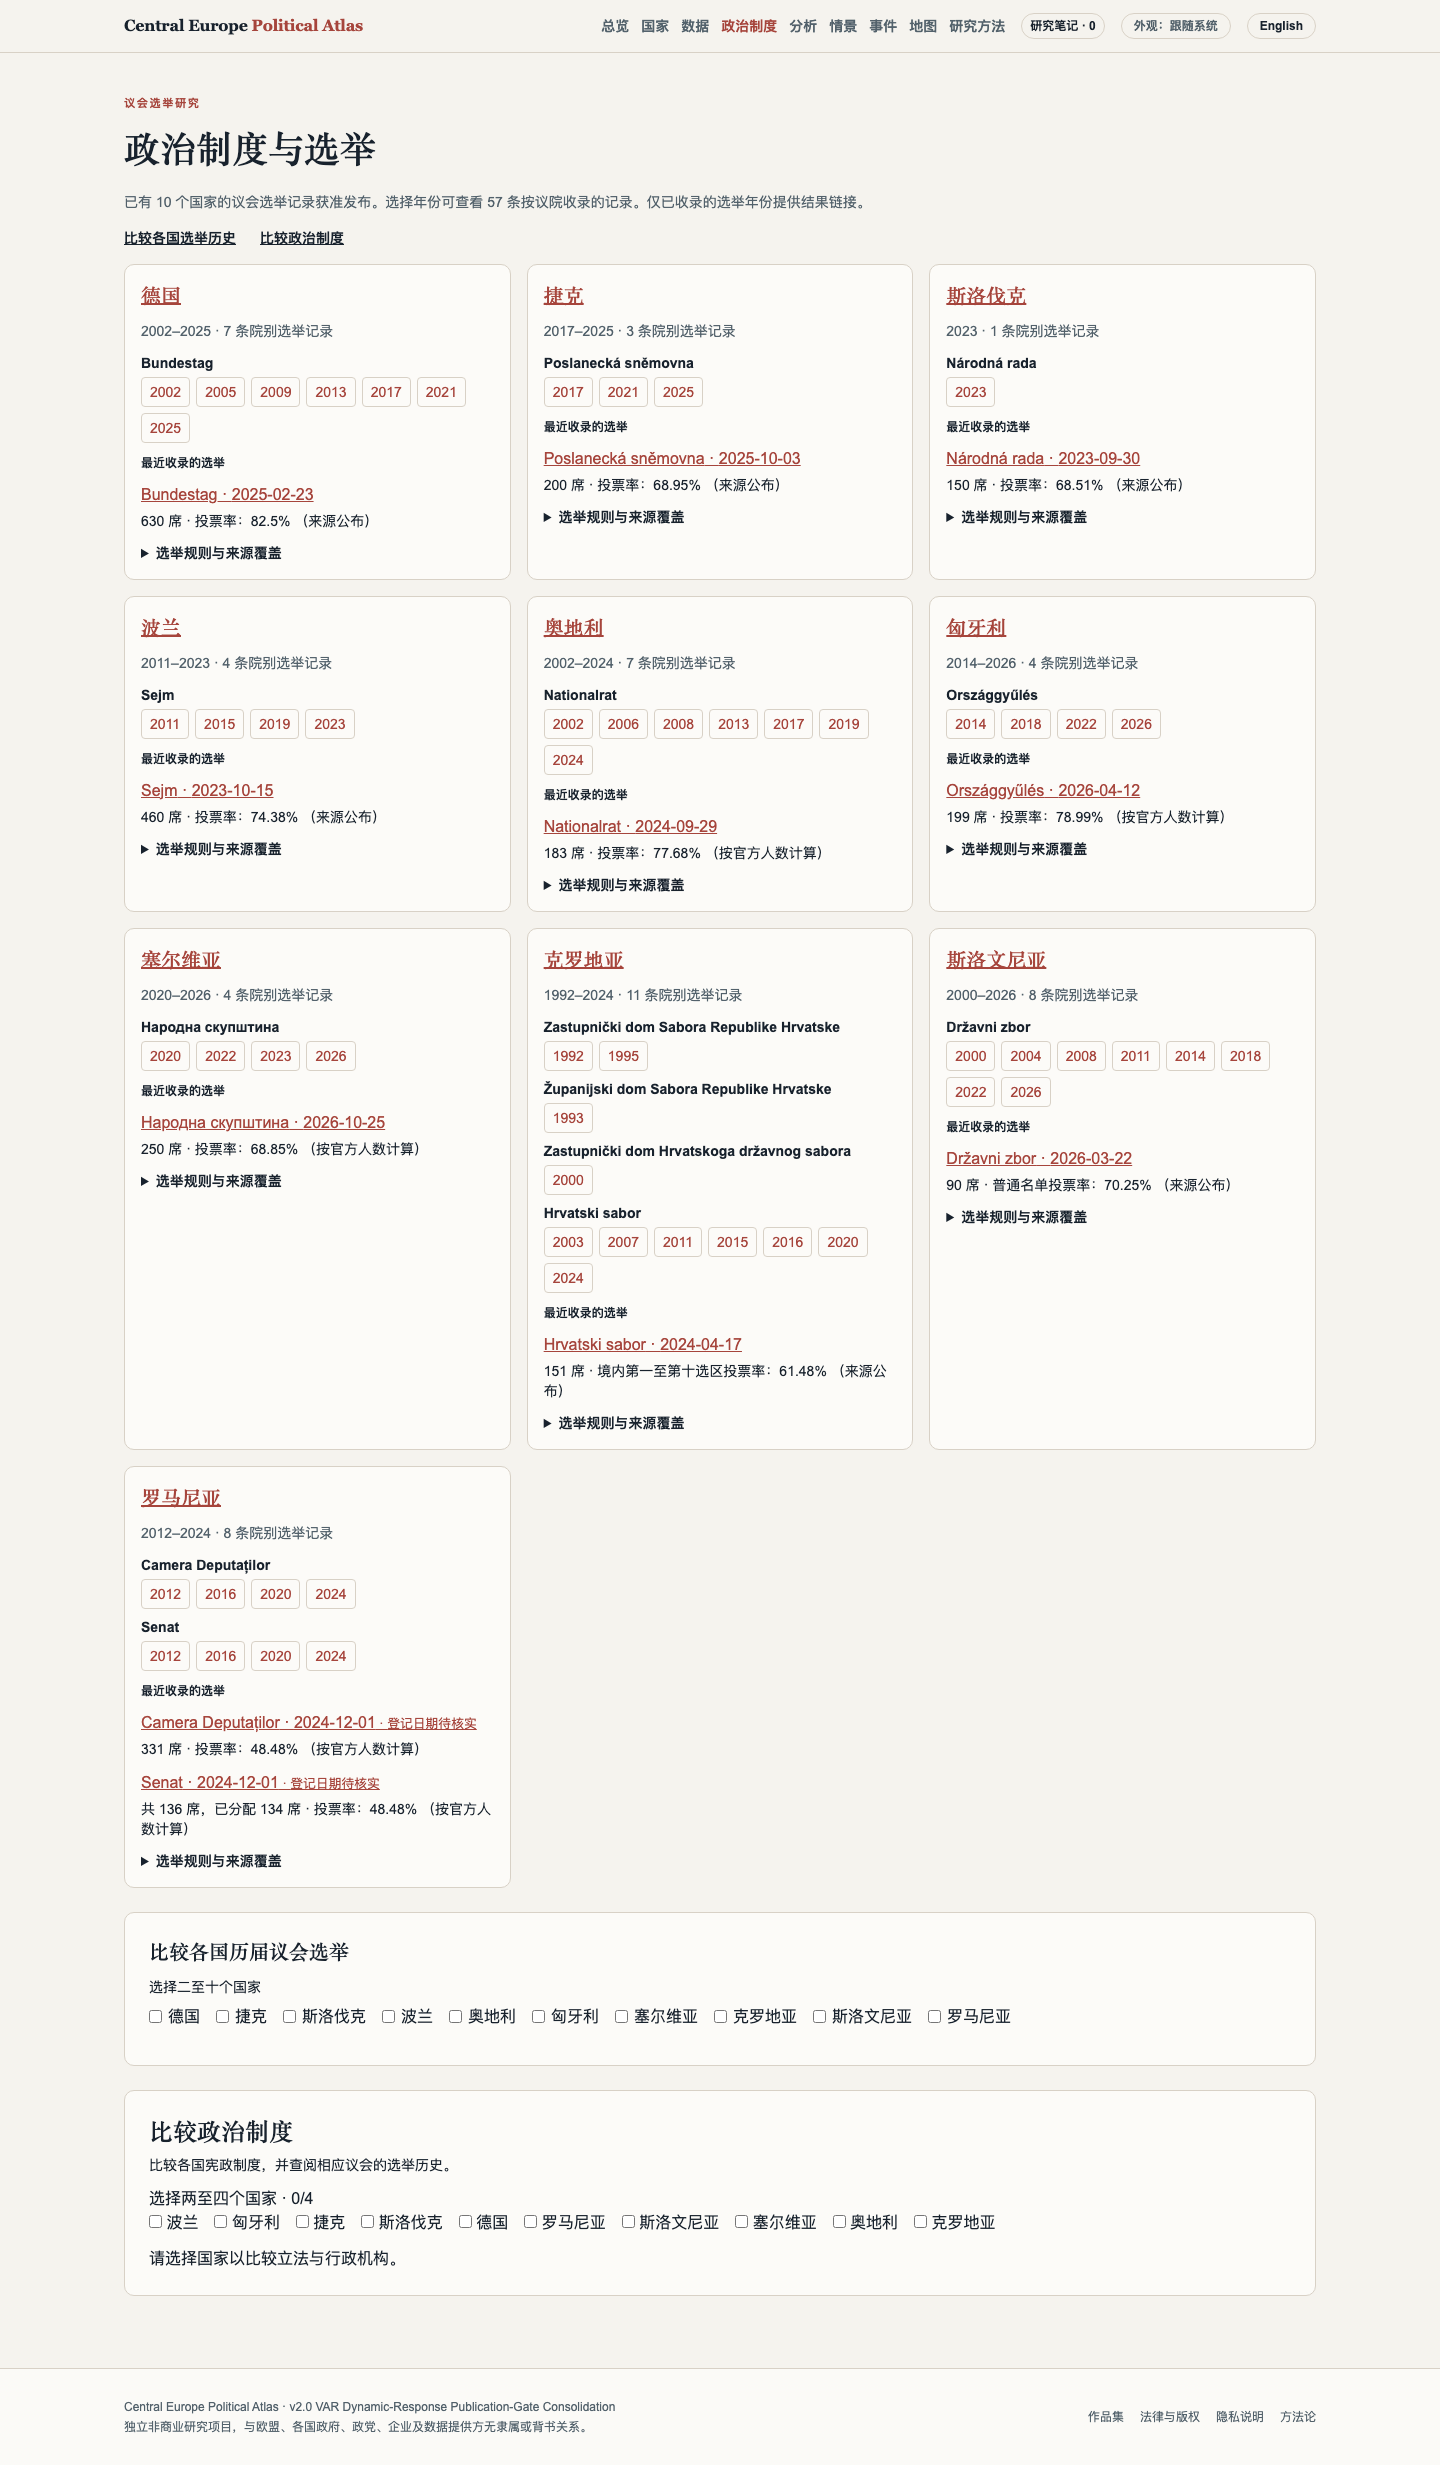 Central Europe Political Atlas
总览 国家 数据 政治制度 分析 情景 事件 地图 研究方法 研究笔记 · 0 外观：跟随系统 English
议会选举研究
政治制度与选举
已有 10 个国家的议会选举记录获准发布。选择年份可查看 57 条按议院收录的记录。仅已收录的选举年份提供结果链接。
比较各国选举历史 比较政治制度
德国
2002–2025 · 7 条院别选举记录
Bundestag
2002 2005 2009 2013 2017 2021
2025
最近收录的选举
Bundestag · 2025-02-23
630 席 · 投票率：82.5% （来源公布）
▶ 选举规则与来源覆盖
捷克
2017–2025 · 3 条院别选举记录
Poslanecká sněmovna
2017 2021 2025
最近收录的选举
Poslanecká sněmovna · 2025-10-03
200 席 · 投票率：68.95% （来源公布）
▶ 选举规则与来源覆盖
斯洛伐克
2023 · 1 条院别选举记录
Národná rada
2023
最近收录的选举
Národná rada · 2023-09-30
150 席 · 投票率：68.51% （来源公布）
▶ 选举规则与来源覆盖
波兰
2011–2023 · 4 条院别选举记录
Sejm
2011 2015 2019 2023
最近收录的选举
Sejm · 2023-10-15
460 席 · 投票率：74.38% （来源公布）
▶ 选举规则与来源覆盖
奥地利
2002–2024 · 7 条院别选举记录
Nationalrat
2002 2006 2008 2013 2017 2019
2024
最近收录的选举
Nationalrat · 2024-09-29
183 席 · 投票率：77.68% （按官方人数计算）
▶ 选举规则与来源覆盖
匈牙利
2014–2026 · 4 条院别选举记录
Országgyűlés
2014 2018 2022 2026
最近收录的选举
Országgyűlés · 2026-04-12
199 席 · 投票率：78.99% （按官方人数计算）
▶ 选举规则与来源覆盖
塞尔维亚
2020–2026 · 4 条院别选举记录
Народна скупштина
2020 2022 2023 2026
最近收录的选举
Народна скупштина · 2026-10-25
250 席 · 投票率：68.85% （按官方人数计算）
▶ 选举规则与来源覆盖
克罗地亚
1992–2024 · 11 条院别选举记录
Zastupnički dom Sabora Republike Hrvatske
1992 1995
Županijski dom Sabora Republike Hrvatske
1993
Zastupnički dom Hrvatskoga državnog sabora
2000
Hrvatski sabor
2003 2007 2011 2015 2016 2020
2024
最近收录的选举
Hrvatski sabor · 2024-04-17
151 席 · 境内第一至第十选区投票率：61.48% （来源公
布）
▶ 选举规则与来源覆盖
斯洛文尼亚
2000–2026 · 8 条院别选举记录
Državni zbor
2000 2004 2008 2011 2014 2018
2022 2026
最近收录的选举
Državni zbor · 2026-03-22
90 席 · 普通名单投票率：70.25% （来源公布）
▶ 选举规则与来源覆盖
罗马尼亚
2012–2024 · 8 条院别选举记录
Camera Deputaților
2012 2016 2020 2024
Senat
2012 2016 2020 2024
最近收录的选举
Camera Deputaților · 2024-12-01 · 登记日期待核实
331 席 · 投票率：48.48% （按官方人数计算）
Senat · 2024-12-01 · 登记日期待核实
共 136 席，已分配 134 席 · 投票率：48.48% （按官方人
数计算）
▶ 选举规则与来源覆盖
比较各国历届议会选举
选择二至十个国家
德国 捷克 斯洛伐克 波兰 奥地利 匈牙利 塞尔维亚 克罗地亚 斯洛文尼亚 罗马尼亚
比较政治制度
比较各国宪政制度，并查阅相应议会的选举历史。
选择两至四个国家 · 0/4
波兰 匈牙利 捷克 斯洛伐克 德国 罗马尼亚 斯洛文尼亚 塞尔维亚 奥地利 克罗地亚
请选择国家以比较立法与行政机构。
Central Europe Political Atlas · v2.0 VAR Dynamic-Response Publication-Gate Consolidation
独立非商业研究项目，与欧盟、各国政府、政党、企业及数据提供方无隶属或背书关系。
作品集 法律与版权 隐私说明 方法论